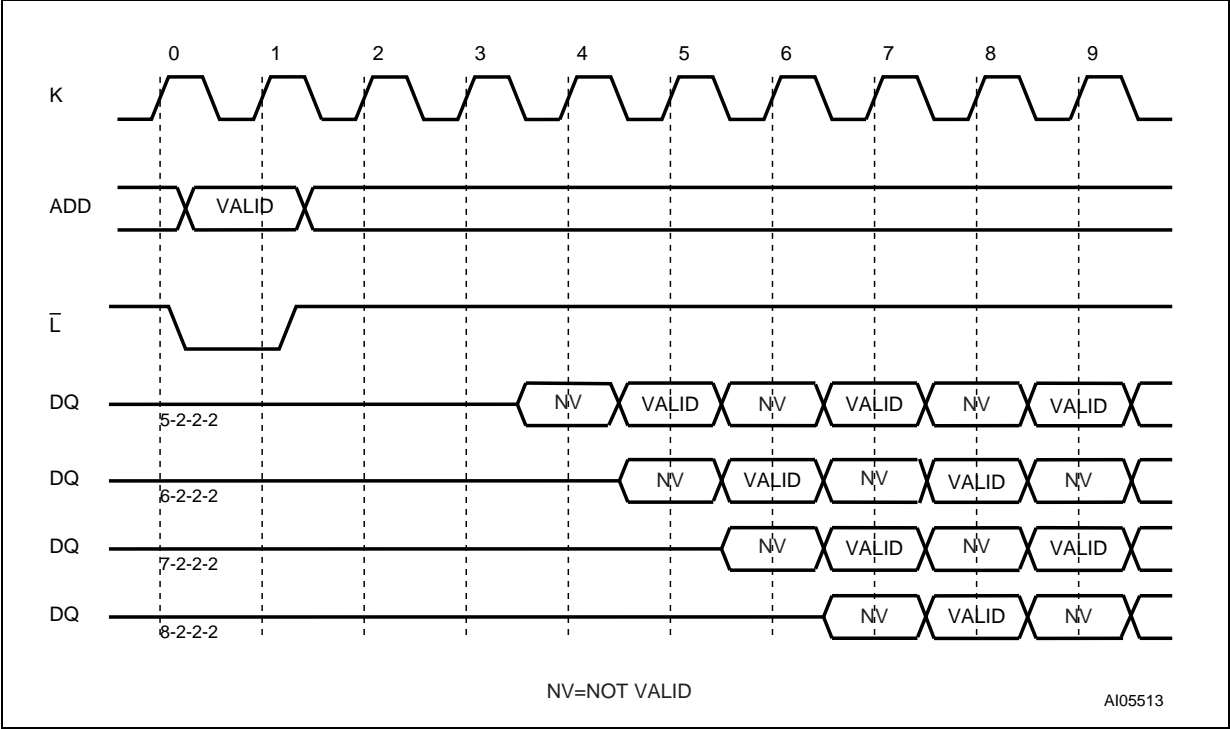 0 1 2 3 4 5 6 7 8 9
K
ADD VALID
L̅
DQ 5-2-2-2 NV VALID NV VALID NV VALID
DQ 6-2-2-2 NV VALID NV VALID NV
DQ 7-2-2-2 NV VALID NV VALID
DQ 8-2-2-2 NV VALID NV
NV=NOT VALID
AI05513